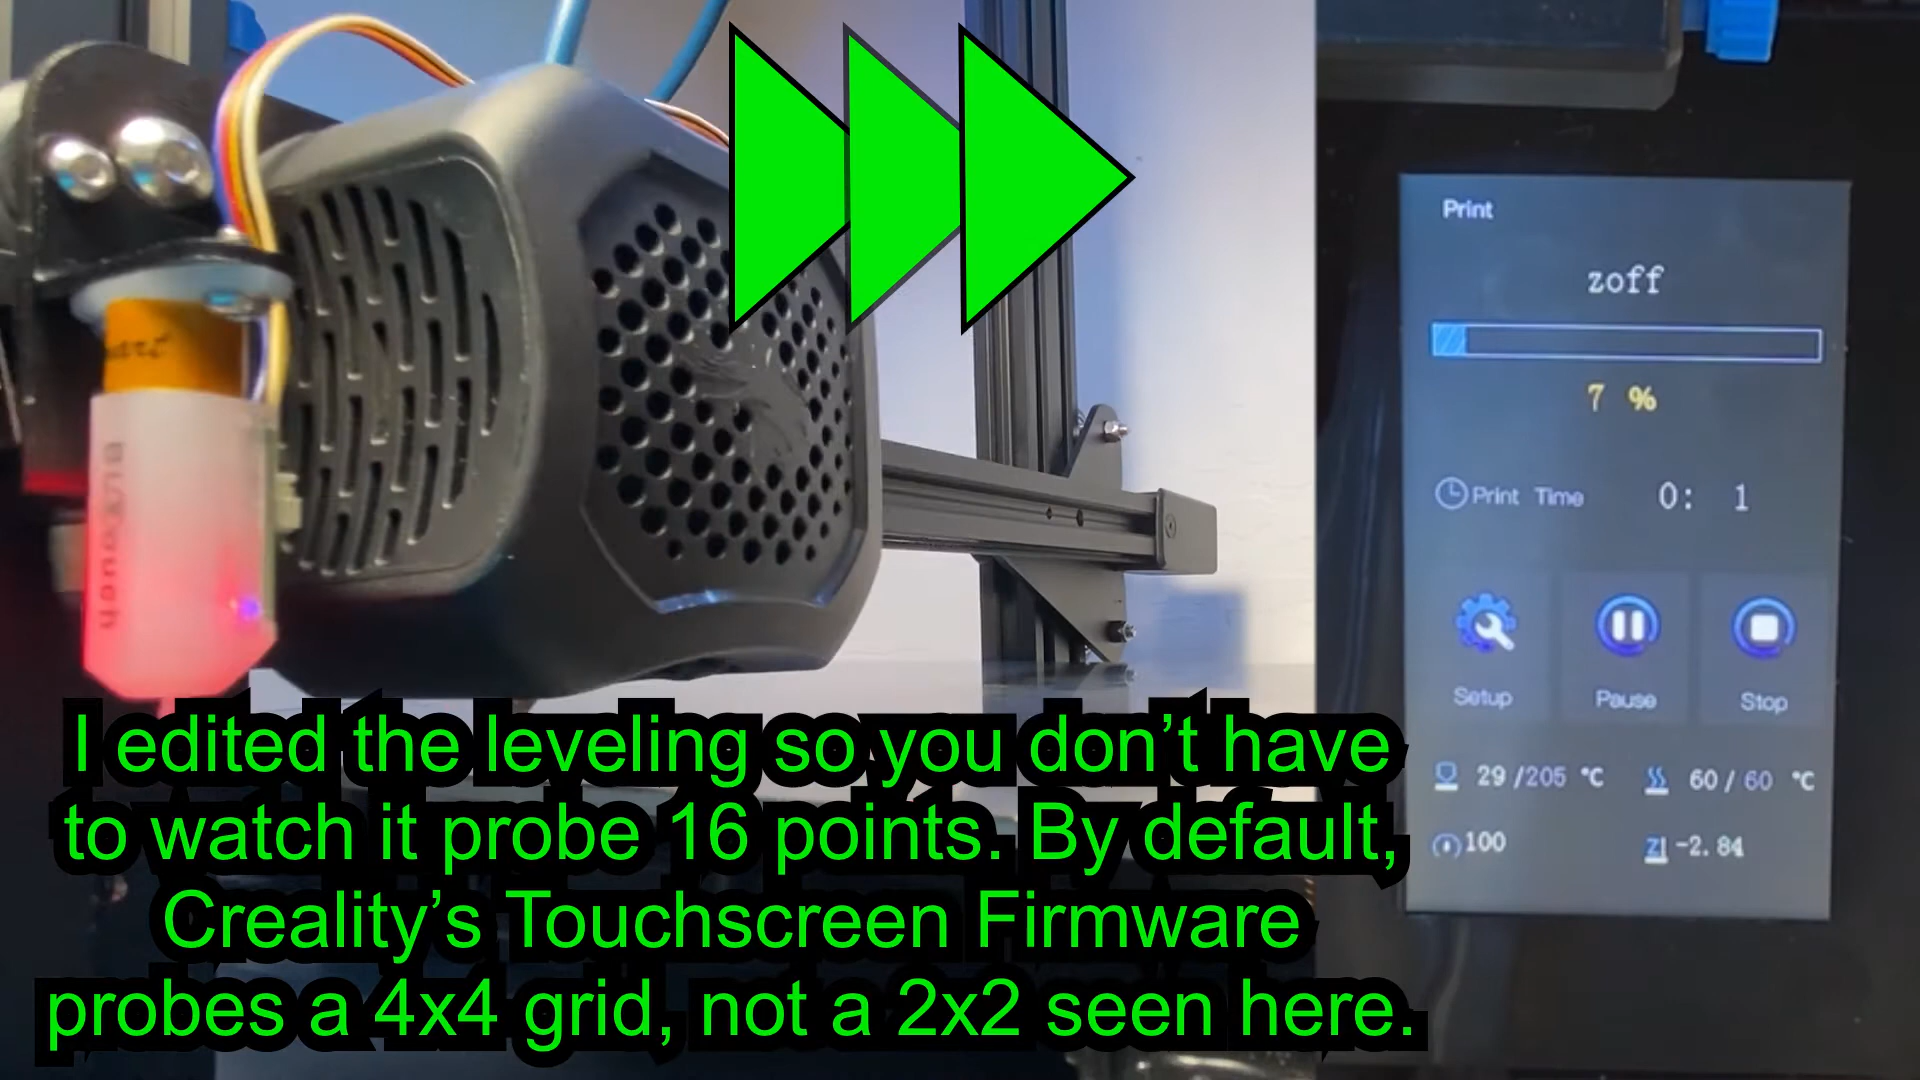 Print
zoff
7 %
Print Time 0: 1
Setup
Pause
Stop
29 /205 °C
60 / 60 °C
100
Z -2.84
BLTouch
I edited the leveling so you don’t have
to watch it probe 16 points. By default,
Creality’s Touchscreen Firmware
probes a 4x4 grid, not a 2x2 seen here.